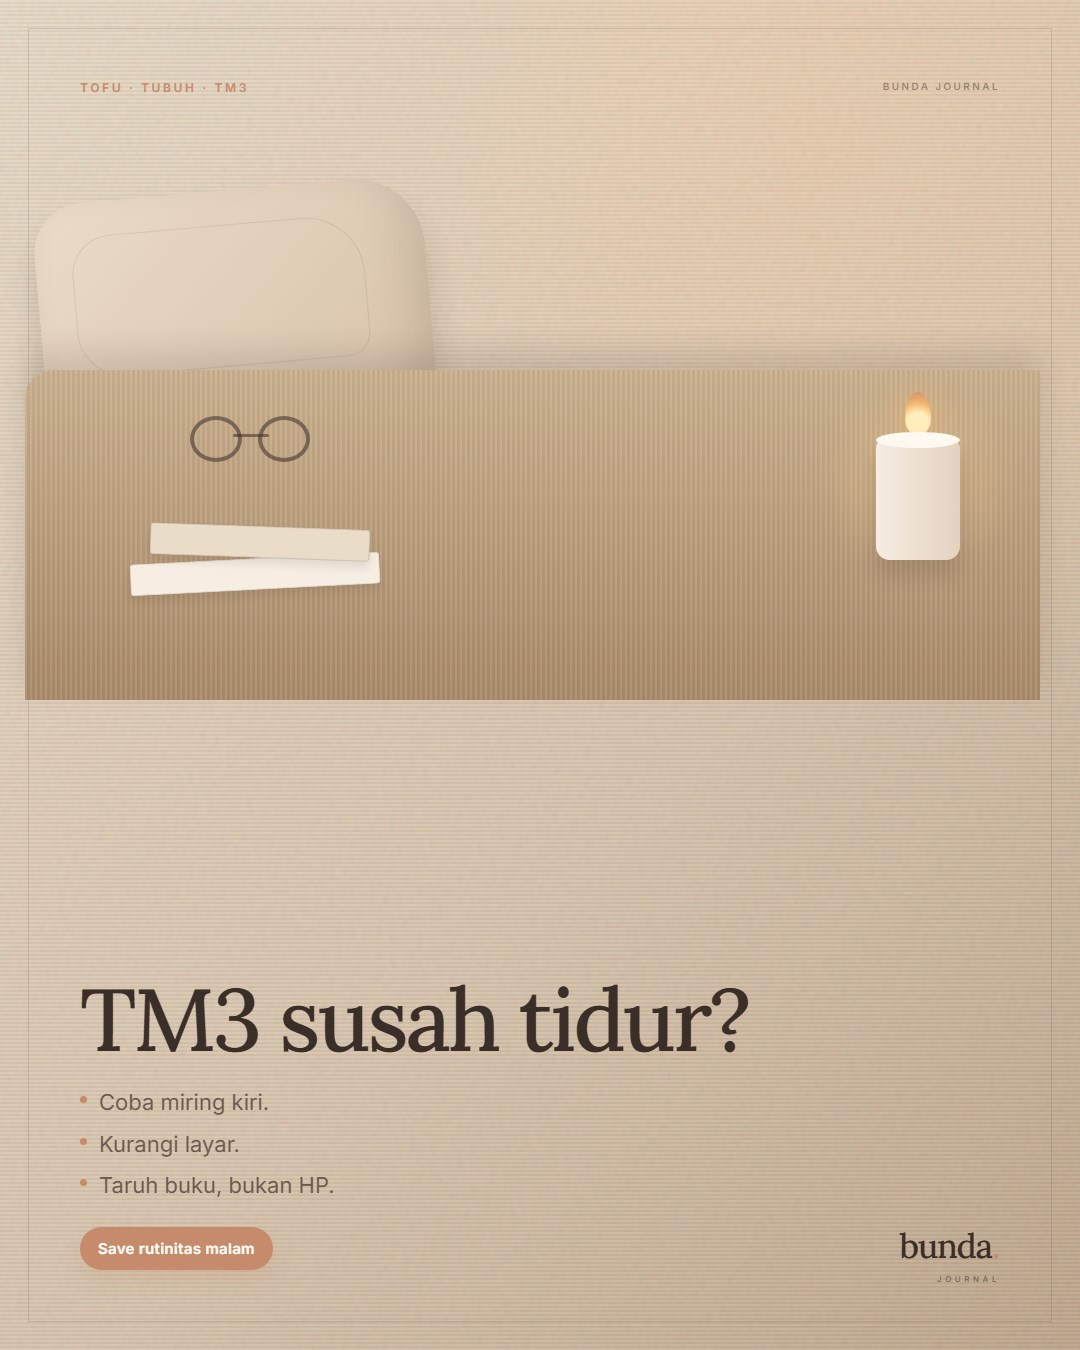 TOFU · TUBUH · TM3
BUNDA JOURNAL
TM3 susah tidur?
• Coba miring kiri.
• Kurangi layar.
• Taruh buku, bukan HP.
Save rutinitas malam
bunda.
JOURNAL